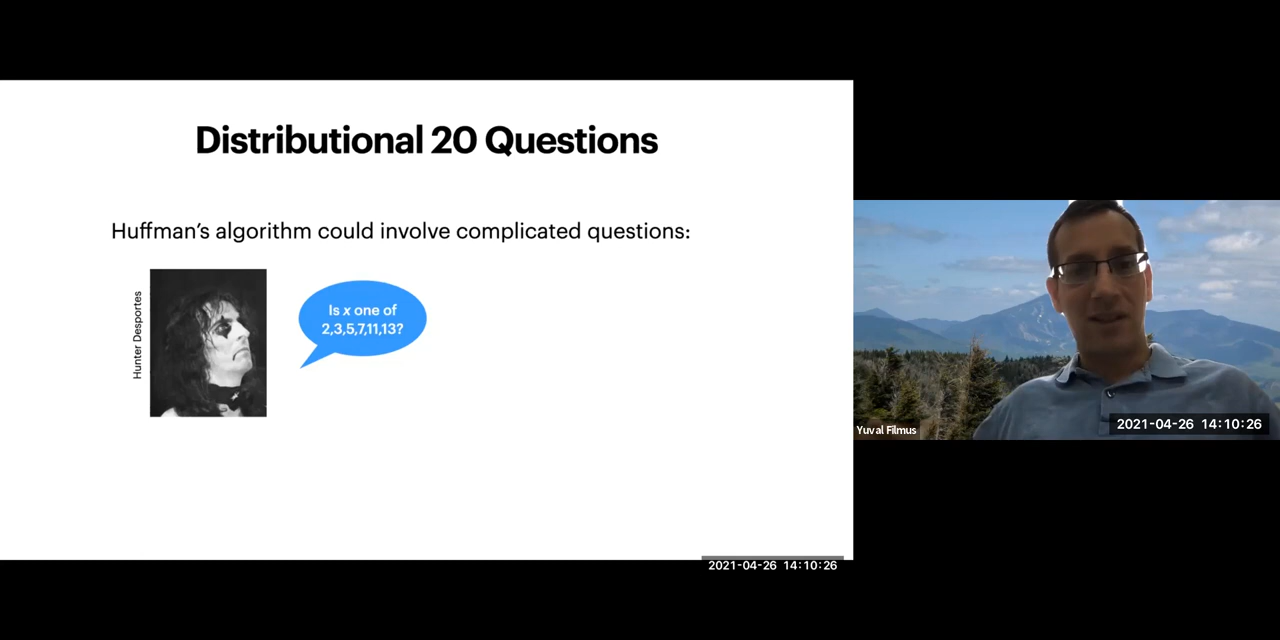 Distributional 20 Questions
Huffman's algorithm could involve complicated questions:
Hunter Desportes
Is x one of
2,3,5,7,11,13?
Yuval Filmus
2021-04-26 14:10:26
2021-04-26 14:10:26